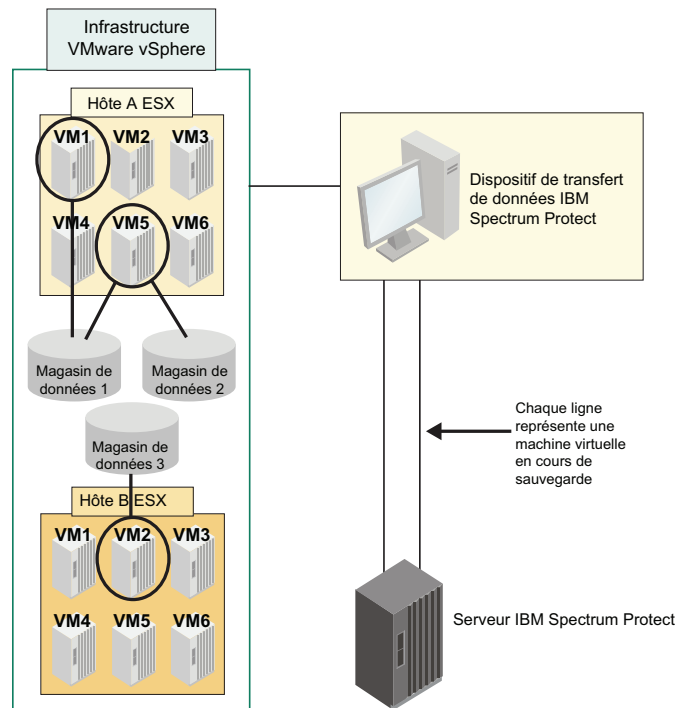 Infrastructure
VMware vSphere
Hôte A ESX
VM1 VM2 VM3
VM4 VM5 VM6
Magasin de
données 1
Magasin de
données 2
Magasin de
données 3
Hôte B ESX
VM1 VM2 VM3
VM4 VM5 VM6
Dispositif de transfert
de données IBM
Spectrum Protect
Chaque ligne
représente une
machine virtuelle
en cours de
sauvegarde
Serveur IBM Spectrum Protect